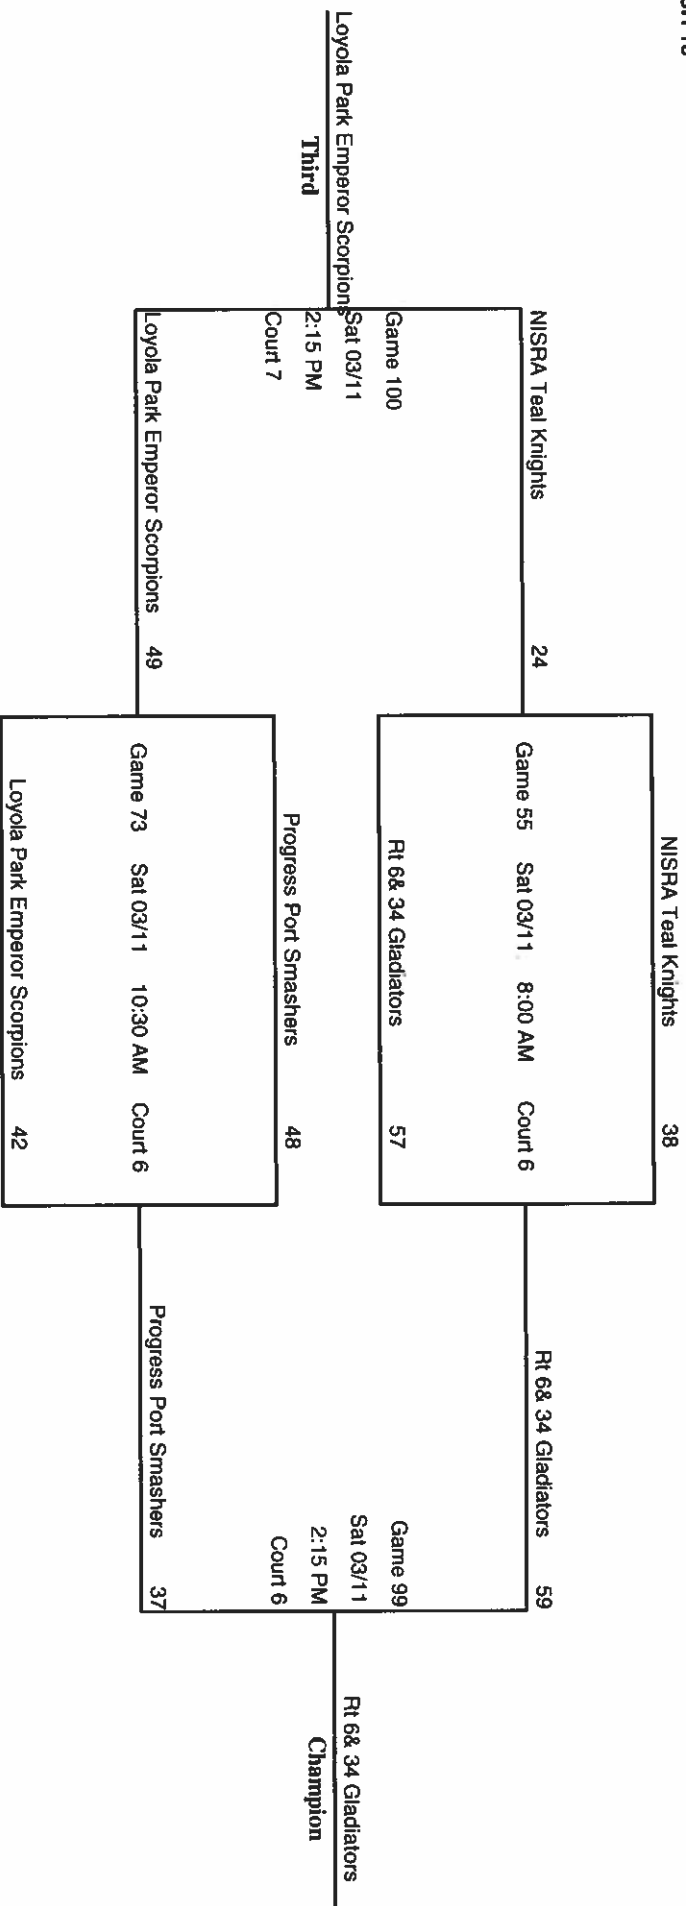 NISRA Teal Knights 38
Game 55 Sat 03/11 8:00 AM Court 6
Rt 6& 34 Gladiators 57
Progress Port Smashers 48
Game 73 Sat 03/11 10:30 AM Court 6
Loyola Park Emperor Scorpions 42
NISRA Teal Knights 24
Game 100
Sat 03/11
2:15 PM
Court 7
Loyola Park Emperor Scorpions 49
Loyola Park Emperor Scorpions
Third
Rt 6& 34 Gladiators 59
Game 99
Sat 03/11
2:15 PM
Court 6
Progress Port Smashers 37
Rt 6& 34 Gladiators
Champion